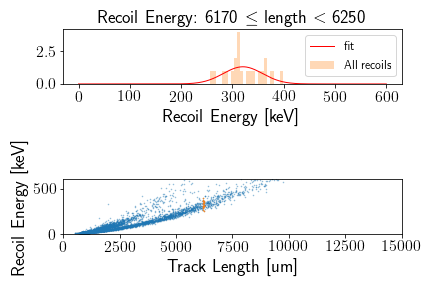 Recoil Energy: 6170 ≤ length < 6250
2.5
0.0
fit
All recoils
0 100 200 300 400 500 600
Recoil Energy [keV]
Recoil Energy [keV]
500
0
0 2500 5000 7500 10000 12500 15000
Track Length [um]